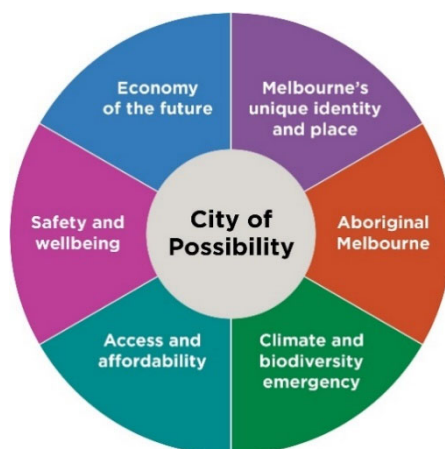 Economy
of the future
Melbourne's
unique identity
and place
Safety and
wellbeing
City of
Possibility
Aboriginal
Melbourne
Access and
affordability
Climate and
biodiversity
emergency